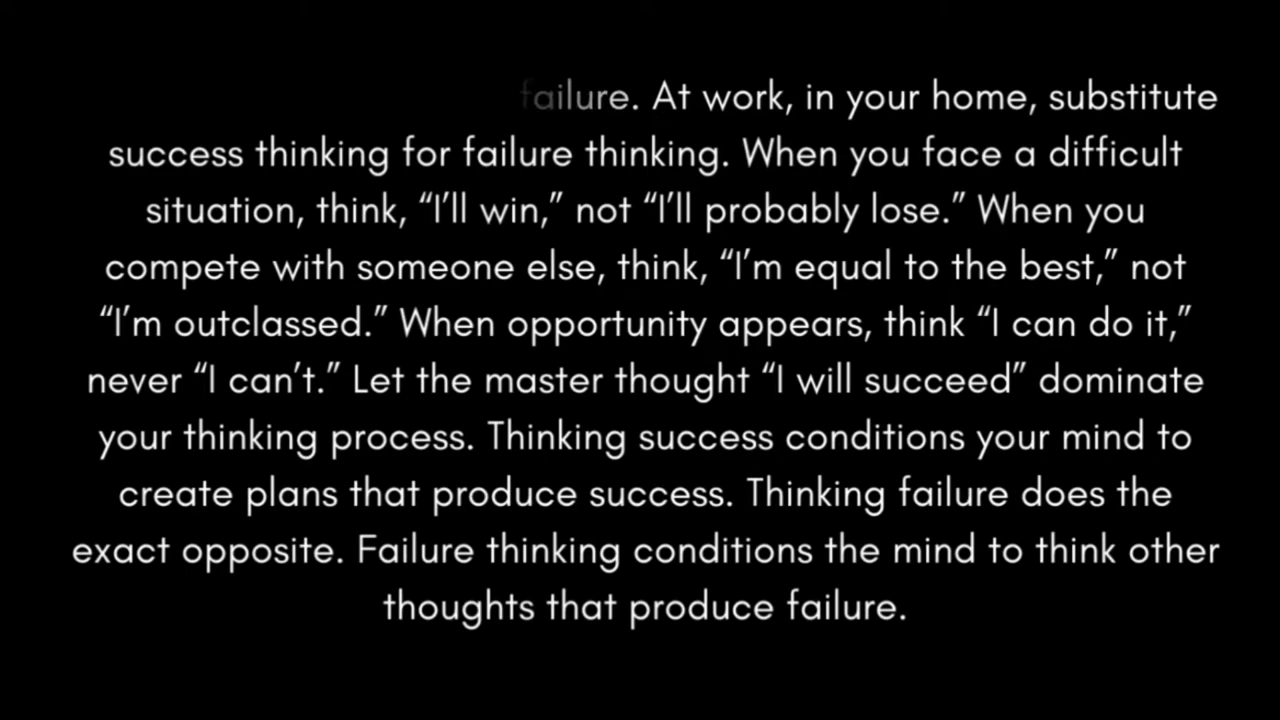 failure. At work, in your home, substitute
success thinking for failure thinking. When you face a difficult
situation, think, “I’ll win,” not “I’ll probably lose.” When you
compete with someone else, think, “I’m equal to the best,” not
“I’m outclassed.” When opportunity appears, think “I can do it,”
never “I can’t.” Let the master thought “I will succeed” dominate
your thinking process. Thinking success conditions your mind to
create plans that produce success. Thinking failure does the
exact opposite. Failure thinking conditions the mind to think other
thoughts that produce failure.